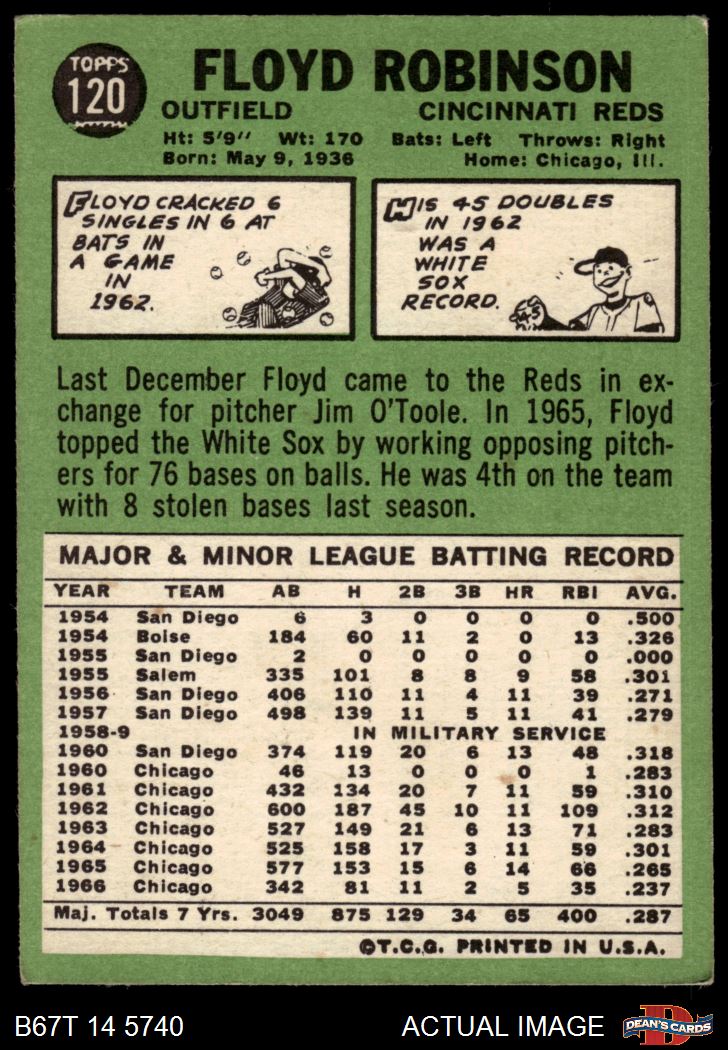 TOPPS
120
FLOYD ROBINSON
OUTFIELD CINCINNATI REDS
Ht: 5'9" Wt: 170 Bats: Left Throws: Right
Born: May 9, 1936 Home: Chicago, Ill.
FLOYD CRACKED 6
SINGLES IN 6 AT
BATS IN
A GAME
IN
1962.
HIS 45 DOUBLES
IN 1962
WAS A
WHITE
SOX
RECORD.
45
Last December Floyd came to the Reds in ex-
change for pitcher Jim O'Toole. In 1965, Floyd
topped the White Sox by working opposing pitch-
ers for 76 bases on balls. He was 4th on the team
with 8 stolen bases last season.
MAJOR & MINOR LEAGUE BATTING RECORD
YEAR TEAM AB H 2B 3B HR RBI AVG.
1954 San Diego 6 3 0 0 0 0 .500
1954 Boise 184 60 11 2 0 13 .326
1955 San Diego 2 0 0 0 0 0 .000
1955 Salem 335 101 8 8 9 58 .301
1956 San Diego 406 110 11 4 11 39 .271
1957 San Diego 498 139 11 5 11 41 .279
1958-9 IN MILITARY SERVICE
1960 San Diego 374 119 20 6 13 48 .318
1960 Chicago 46 13 0 0 0 1 .283
1961 Chicago 432 134 20 7 11 59 .310
1962 Chicago 600 187 45 10 11 109 .312
1963 Chicago 527 149 21 6 13 71 .283
1964 Chicago 525 158 17 3 11 59 .301
1965 Chicago 577 153 15 6 14 66 .265
1966 Chicago 342 81 11 2 5 35 .237
Maj. Totals 7 Yrs. 3049 875 129 34 65 400 .287
©T.C.G. PRINTED IN U.S.A.
B67T 14 5740 ACTUAL IMAGE
D
DEAN'S CARDS